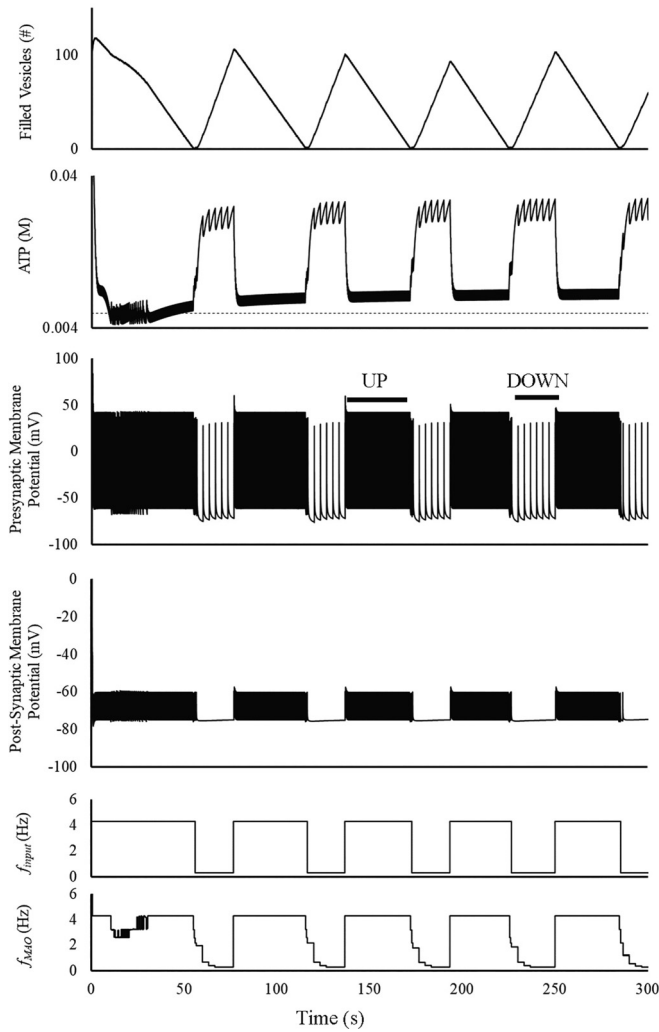 Filled Vesicles (#)
100
0
ATP (M)
0.04
0.004
Presynaptic Membrane
Potential (mV)
100
50
0
-50
-100
UP
DOWN
Post-Synaptic Membrane
Potential (mV)
0
-20
-40
-60
-80
-100
f_input (Hz)
6
4
2
0
f_MAO (Hz)
6
4
2
0
0
50
100
150
200
250
300
Time (s)